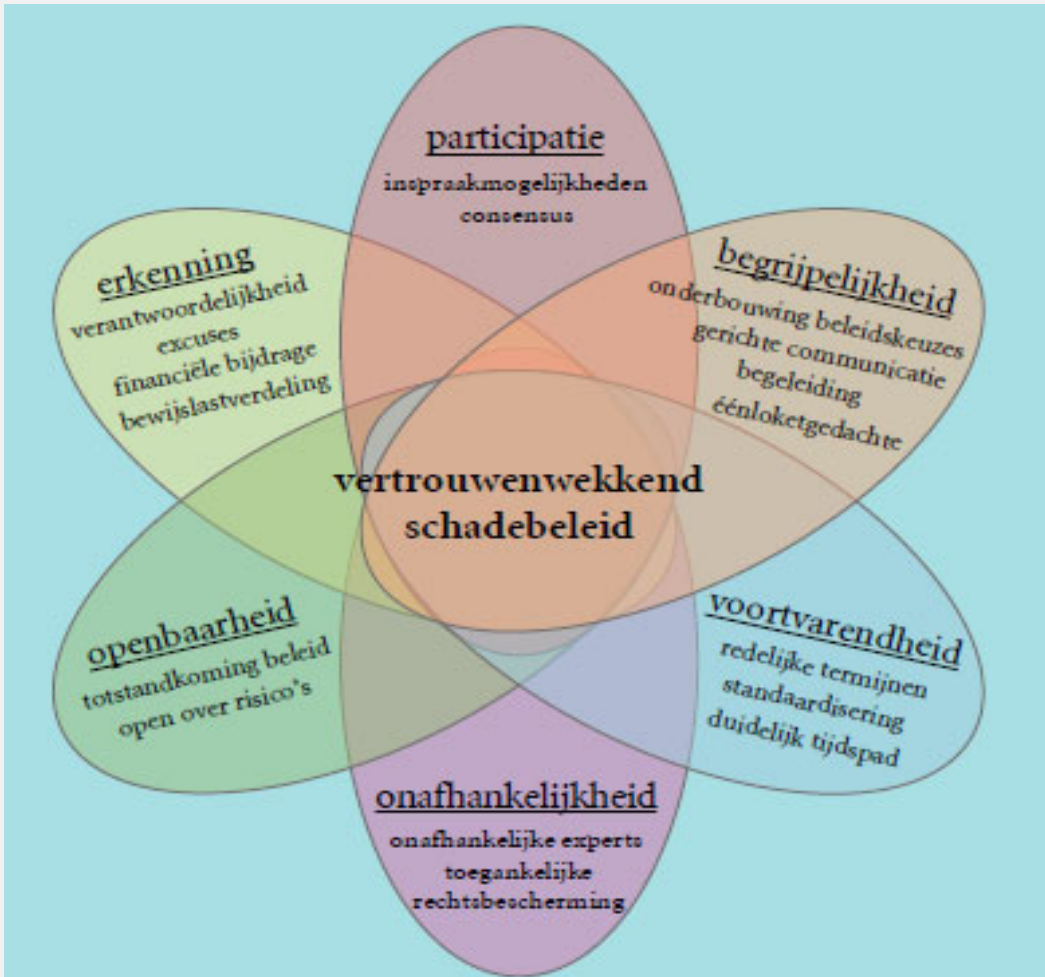 participatie
inspraakmogelijkheden
consensus
erkenning
verantwoordelijkheid
excuses
financiële bijdrage
bewijslastverdeling
begrijpelijkheid
onderbouwing beleidskeuzes
gerichte communicatie
begeleiding
éénloketgedachte
vertrouwenwekkend
schadebeleid
openbaarheid
totstandkoming beleid
open over risico's
voortvarendheid
redelijke termijnen
standaardisering
duidelijk tijdspad
onafhankelijkheid
onafhankelijke experts
toegankelijke
rechtsbescherming